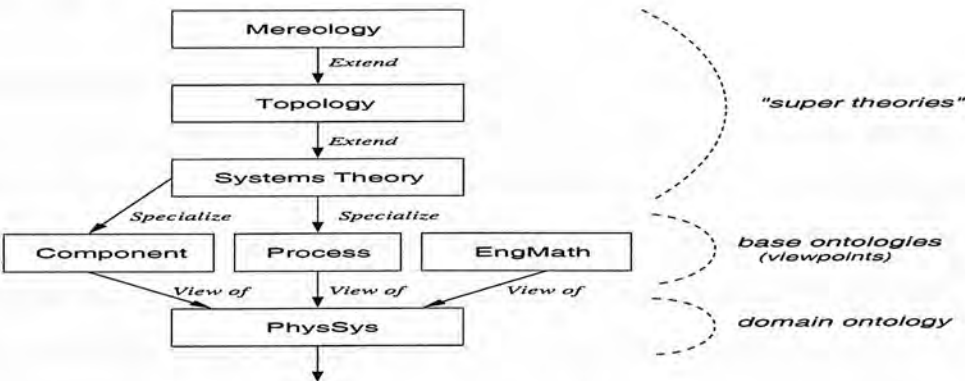 Mereology
Extend
Topology
"super theories"
Extend
Systems Theory
Specialize Specialize
Component Process EngMath
base ontologies
(viewpoints)
View of View of View of
PhysSys
domain ontology